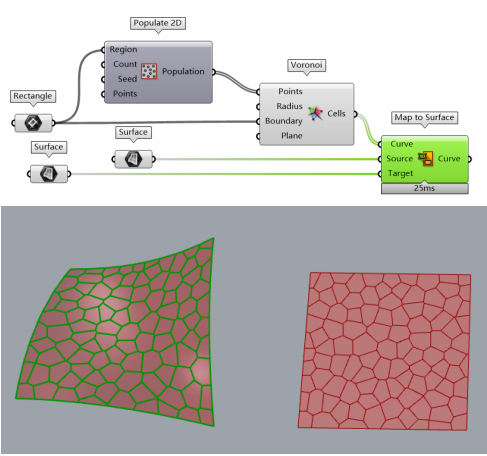 Populate 2D
Region
Count
Seed
Points
Population
Voronoi
Points
Radius
Boundary
Plane
Cells
Rectangle
Surface
Surface
Map to Surface
Curve
Source
Target
Curve
25ms